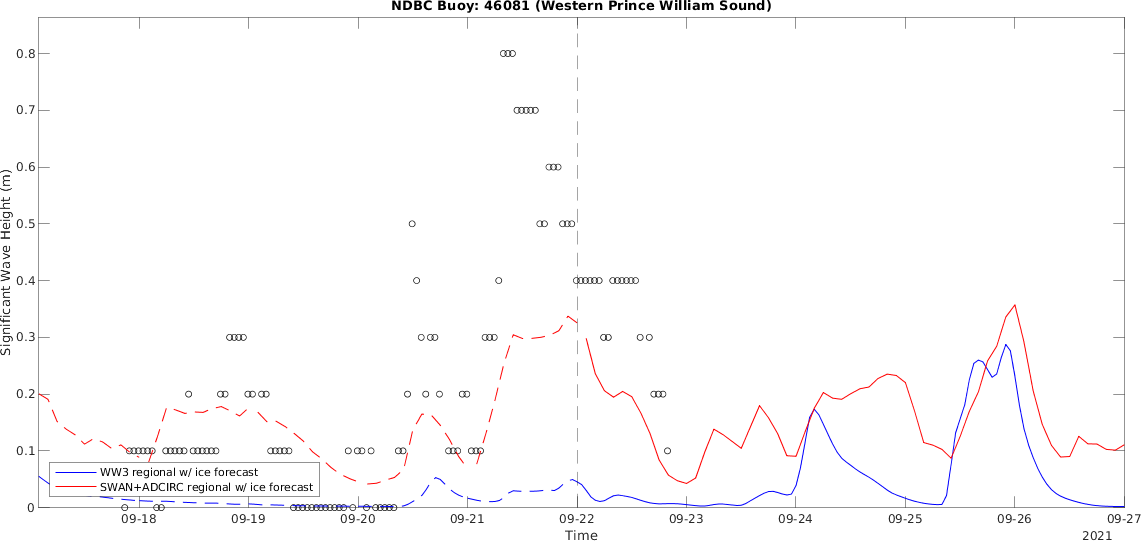 NDBC Buoy: 46081 (Western Prince William Sound)
Significant Wave Height (m)
0.8
0.7
0.6
0.5
0.4
0.3
0.2
0.1
0
WW3 regional w/ ice forecast
SWAN+ADCIRC regional w/ ice forecast
09-18 09-19 09-20 09-21 09-22 09-23 09-24 09-25 09-26 09-27
Time
2021